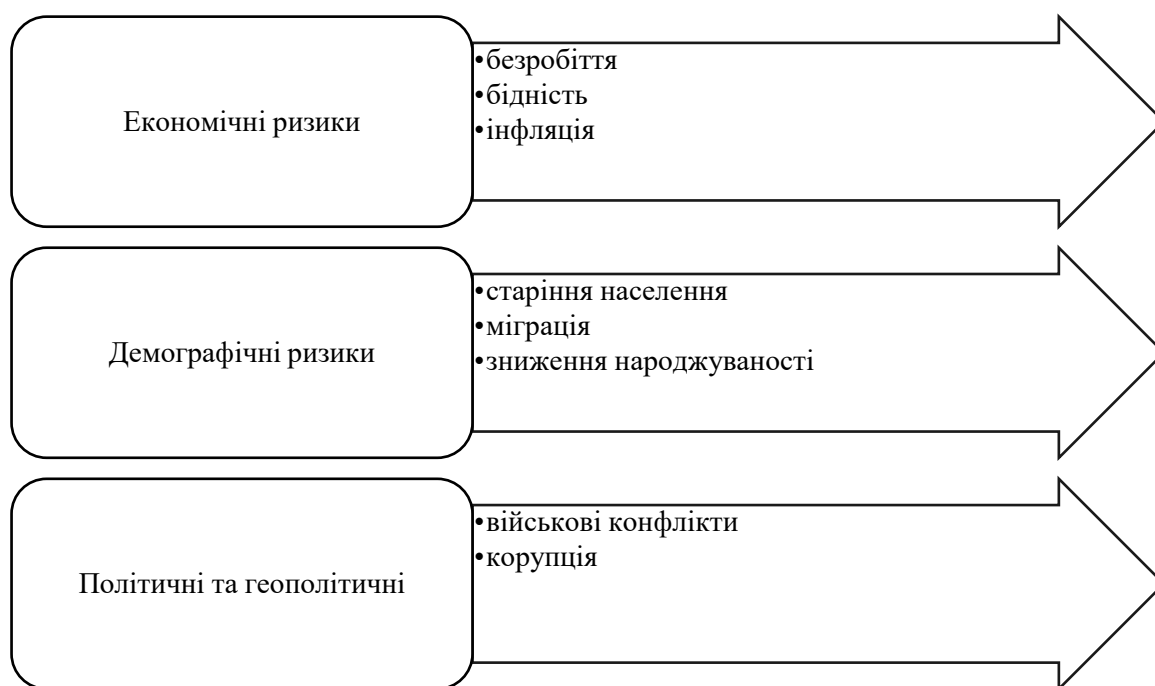 Економічні ризики
•безробіття
•бідність
•інфляція
Демографічні ризики
•старіння населення
•міграція
•зниження народжуваності
Політичні та геополітичні
•військові конфлікти
•корупція